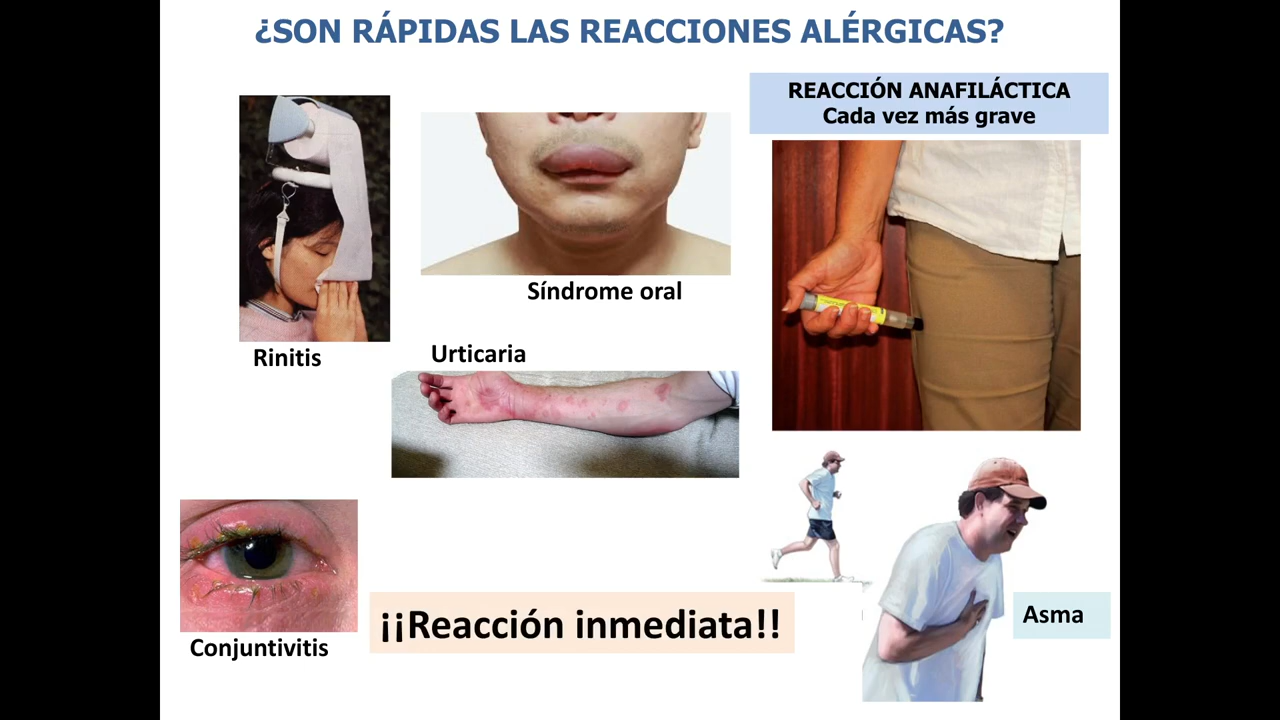 ¿SON RÁPIDAS LAS REACCIONES ALÉRGICAS?
REACCIÓN ANAFILÁCTICA
Cada vez más grave
Síndrome oral
Rinitis
Urticaria
Conjuntivitis
¡¡Reacción inmediata!!
Asma